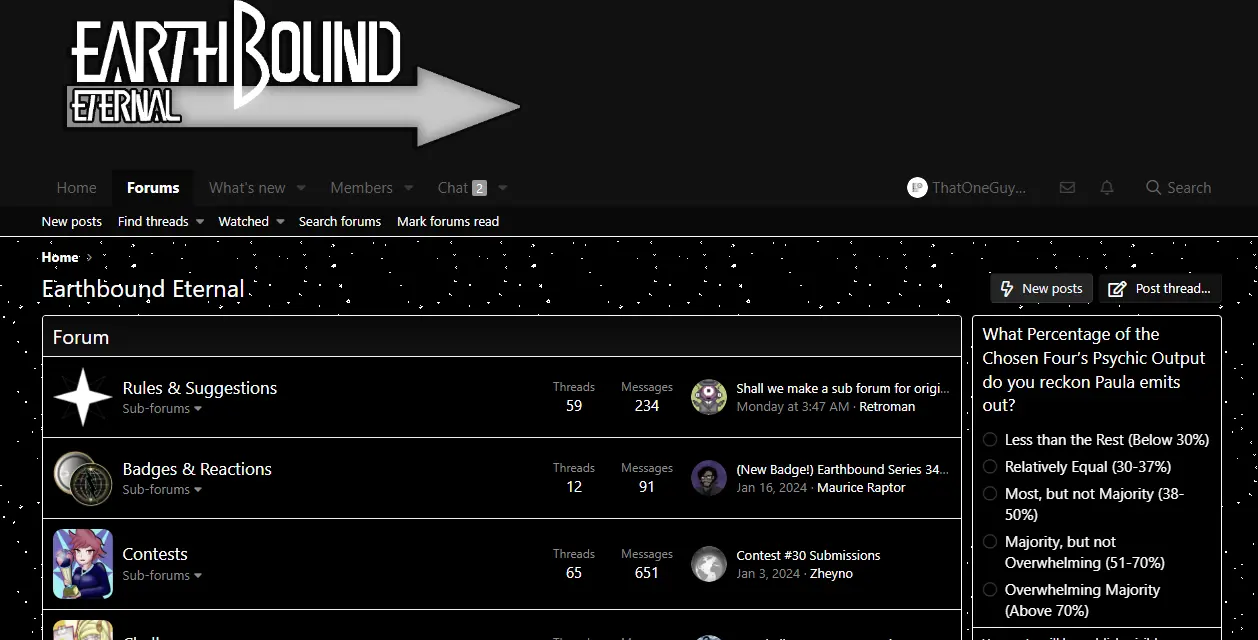 EARTHBOUND
ETERNAL
Home Forums What's new Members Chat 2 ThatOneGuy... Search
New posts Find threads Watched Search forums Mark forums read
Home
Earthbound Eternal
New posts Post thread...
Forum
Rules & Suggestions
Sub-forums
Threads
59
Messages
234
Shall we make a sub forum for origi...
Monday at 3:47 AM · Retroman
Badges & Reactions
Sub-forums
Threads
12
Messages
91
(New Badge!) Earthbound Series 34...
Jan 16, 2024 · Maurice Raptor
Contests
Sub-forums
Threads
65
Messages
651
Contest #30 Submissions
Jan 3, 2024 · Zheyno
What Percentage of the
Chosen Four's Psychic Output
do you reckon Paula emits
out?
Less than the Rest (Below 30%)
Relatively Equal (30-37%)
Most, but not Majority (38-
50%)
Majority, but not
Overwhelming (51-70%)
Overwhelming Majority
(Above 70%)